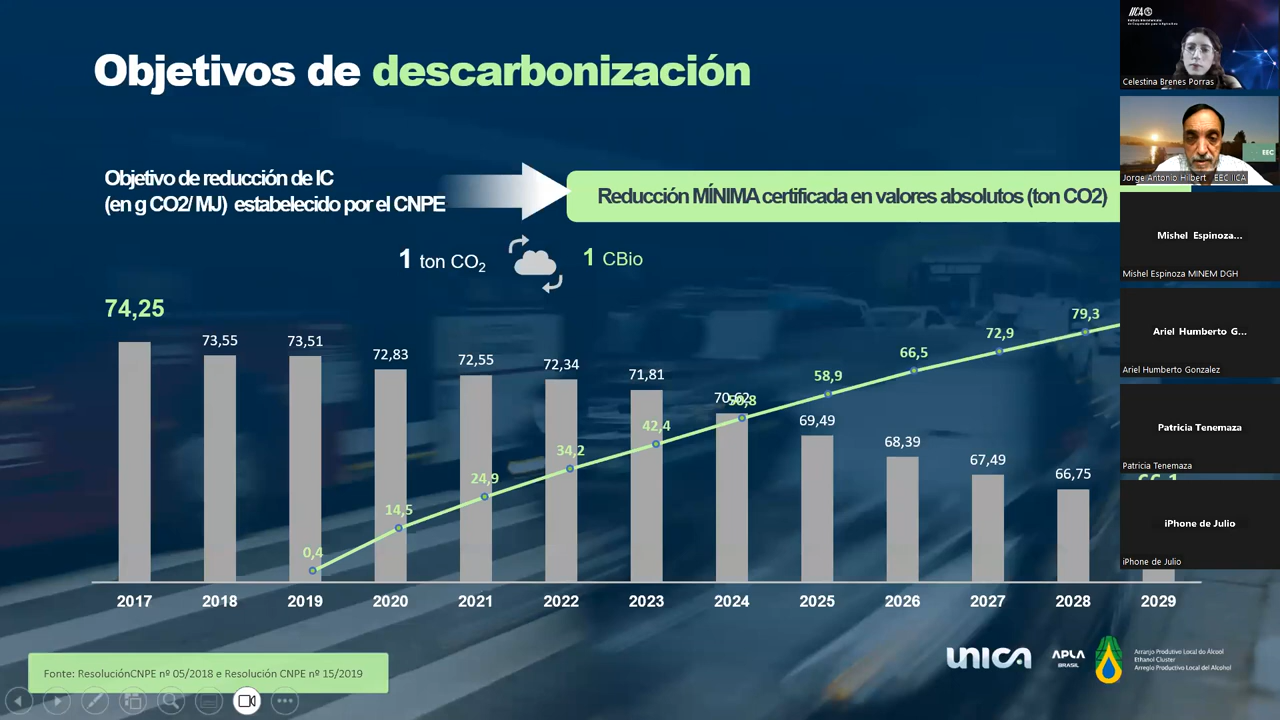 Objetivos de descarbonización
Objetivo de reducción de IC
(en g CO2/ MJ) estabelecido por el CNPE
Reducción MÍNIMA certificada en valores absolutos (ton CO2)
1 ton CO₂
1 CBio
74,25
73,55
73,51
72,83
72,55
72,34
71,81
70,62
69,49
68,39
67,49
66,75
0,4
14,5
24,9
34,2
42,4
50,8
58,9
66,5
72,9
79,3
2017 2018 2019 2020 2021 2022 2023 2024 2025 2026 2027 2028 2029
Fonte: ResoluciónCNPE nº 05/2018 e Resolución CNPE nº 15/2019
UNICA
APLA
BRASIL
Arranjo Produtivo Local do Álcool
Ethanol Cluster
Arreglo Productivo Local del Alcohol
IICA
Celestina Brenes Porras
EEC
Jorge Antonio Hilbert EEC-IICA
Mishel Espinoza...
Mishel Espinoza MINEM DGH
Ariel Humberto G...
Ariel Humberto Gonzalez
Patricia Tenemaza
Patricia Tenemaza
iPhone de Julio
iPhone de Julio